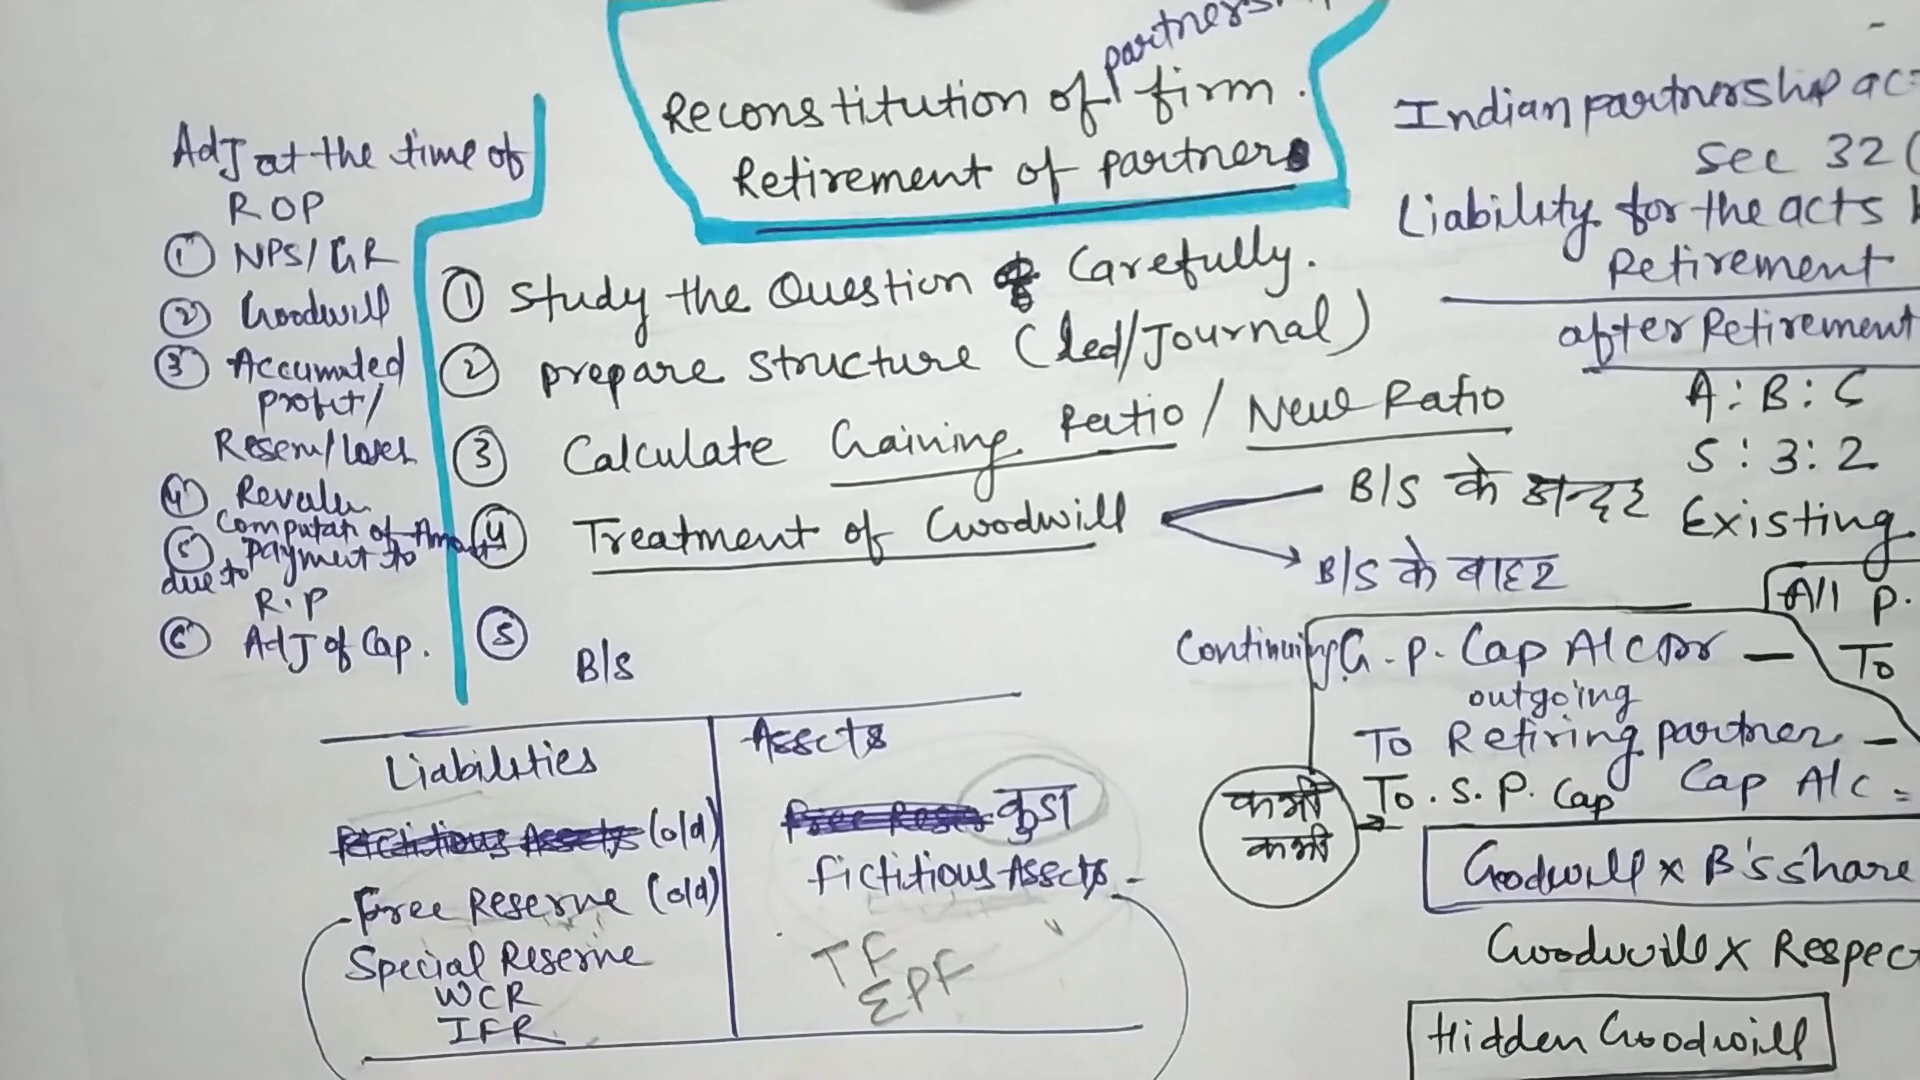 partners
Reconstitution of firm.
Retirement of partner
Adj at the time of
ROP
① NPS/GR
② Goodwill
③ Accumated
profit/
Reserv/loses
④ Revalu
Computati of Amount
⑤ payment to
due to
R.P
⑥ Adj of Cap.
① Study the Question Carefully.
② prepare structure (led/Journal)
③ Calculate Gaining Ratio / New Ratio
④ Treatment of Goodwill
B/S के अन्दर
B/S के बाहर
⑤
B/S
Liabilities
Assets
(old)
कुडा
Free Reserve (old)
Fictitious Assets
Special Reserve
WCR
IFR
TF
EPF
Indian partnership act
sec 32 (
Liability for the acts
Retirement
after Retirement
A : B : C
5 : 3 : 2
Existing
All P.
To
Continuing G.P. Cap A/c Dr
outgoing
To Retiring partner
Cap A/c =
कभी
कभी
To. S.P. Cap
Goodwill x B's share
Goodwill x Respec
Hidden Goodwill